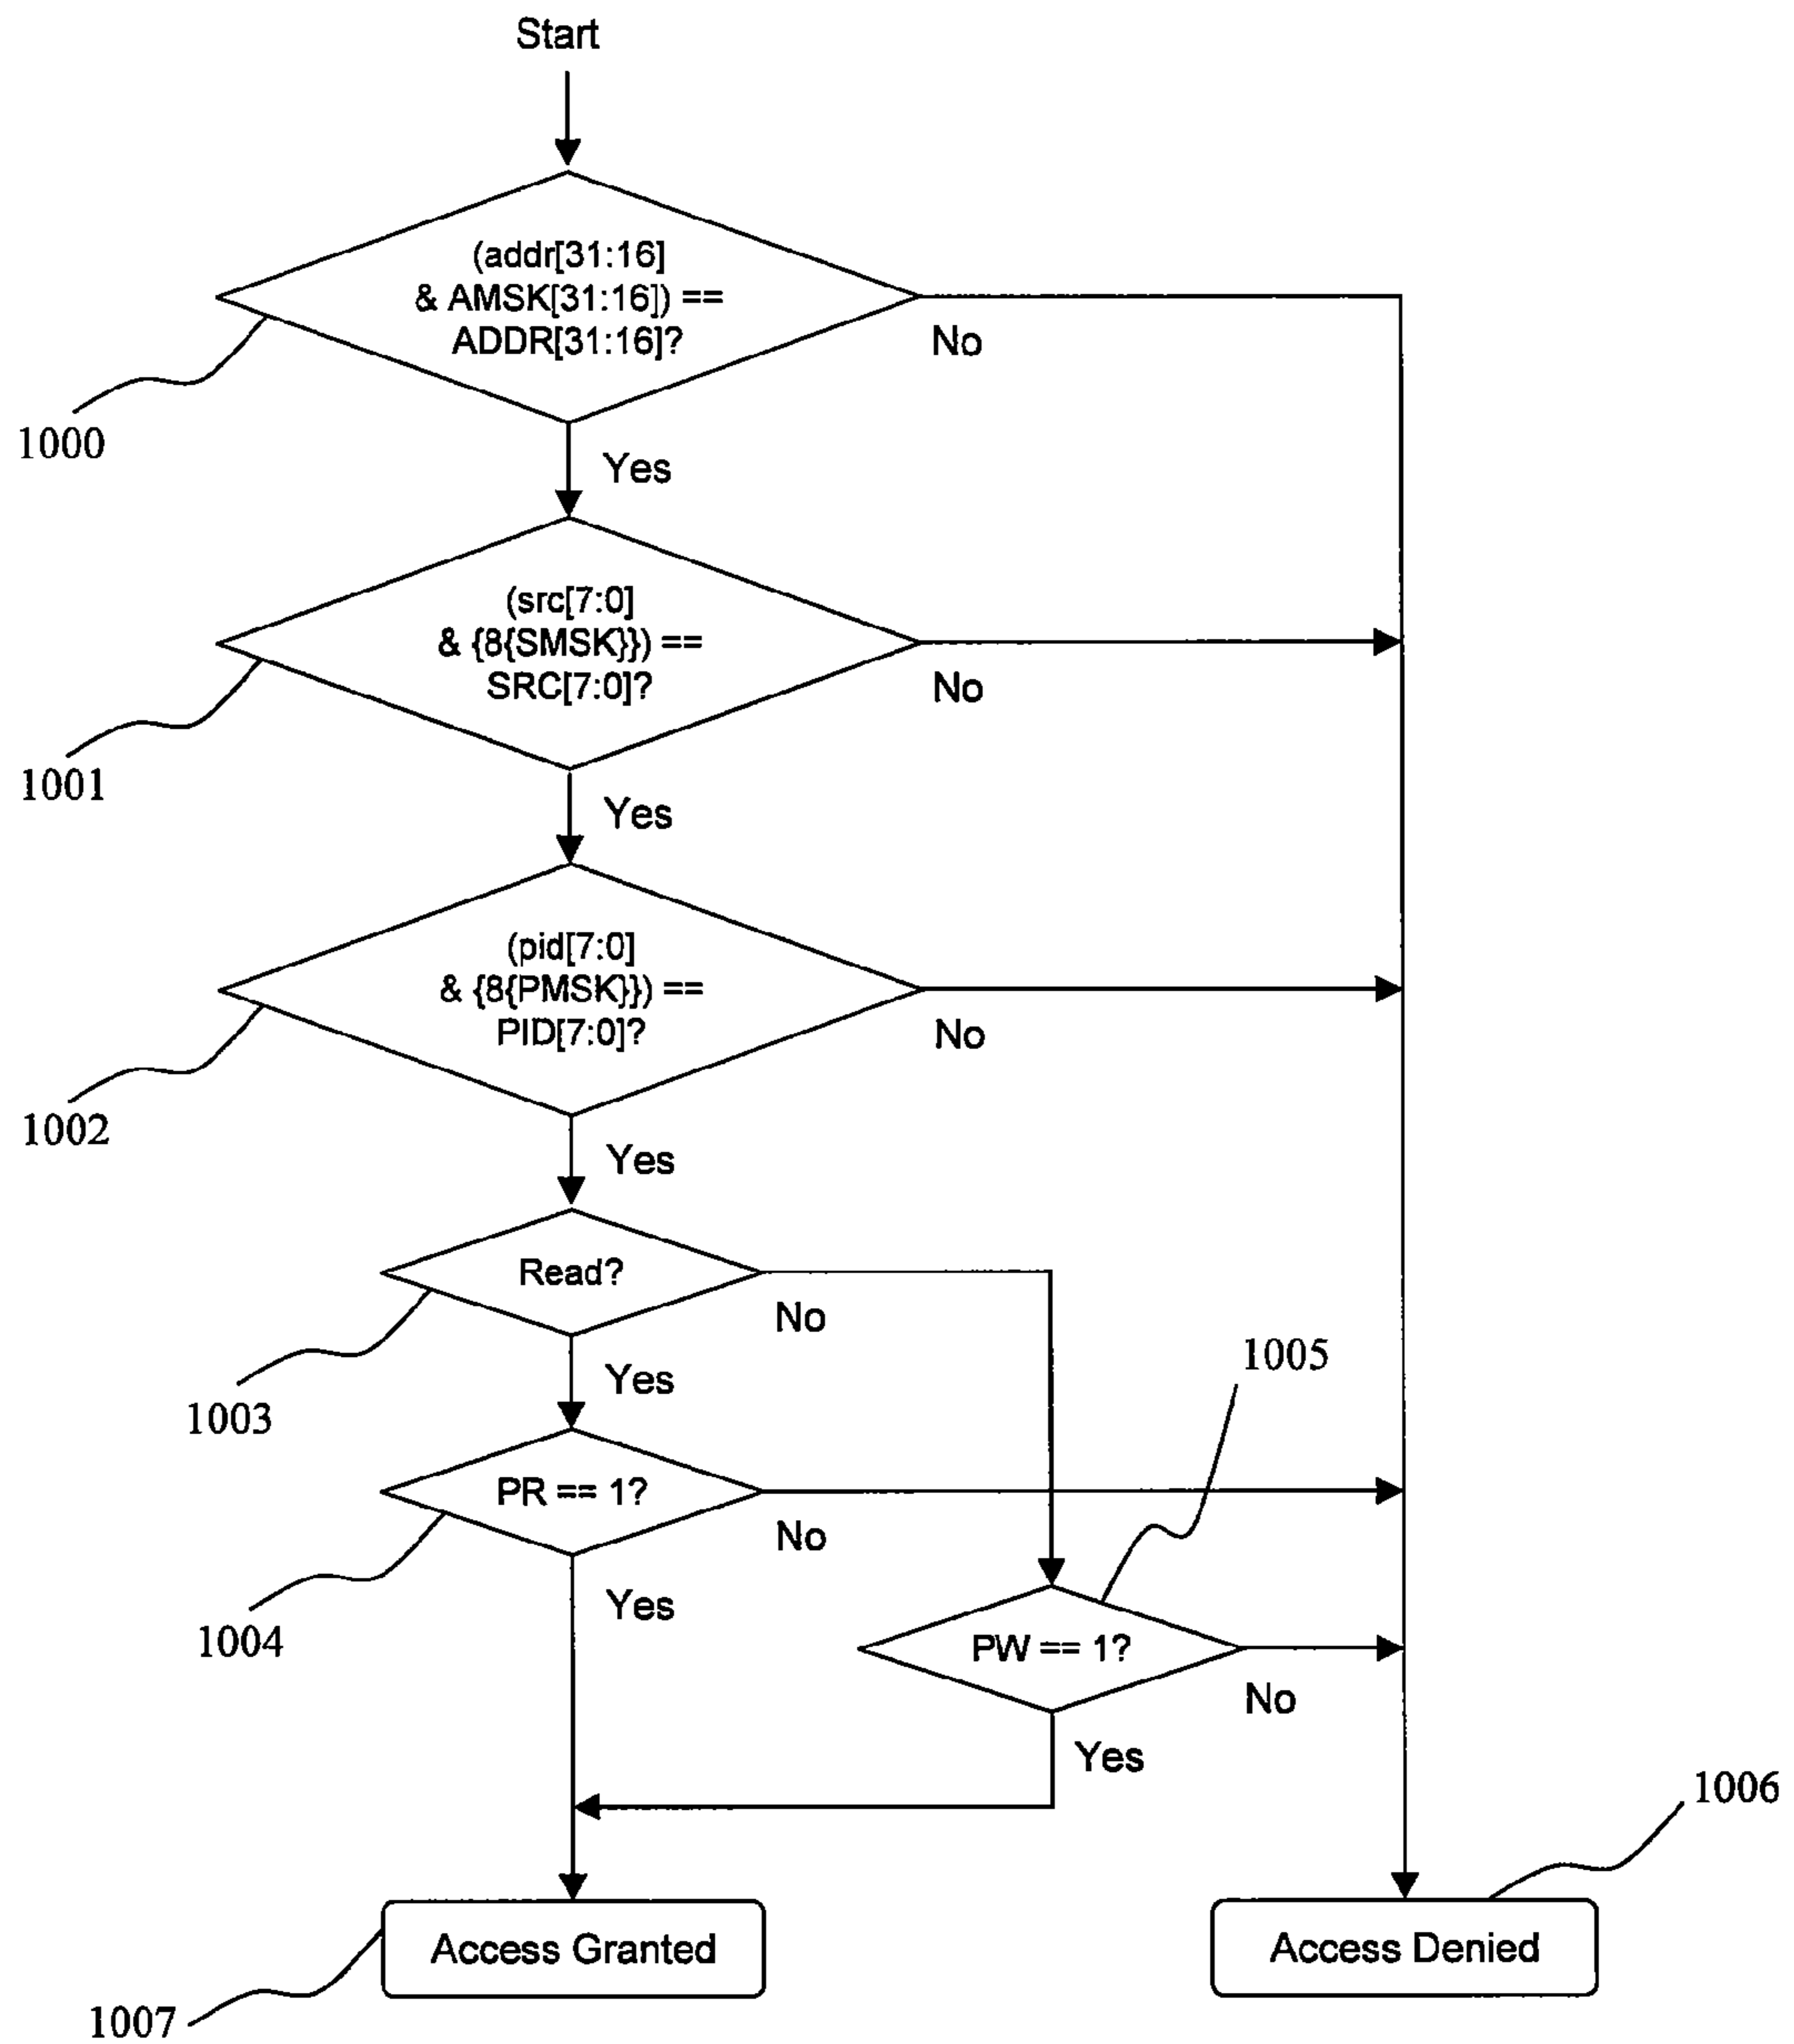 Start
(addr[31:16]
& AMSK[31:16]) ==
ADDR[31:16]?
No
1000
Yes
(src[7:0]
& {8{SMSK}}) ==
SRC[7:0]?
No
1001
Yes
(pid[7:0]
& {8{PMSK}}) ==
PID[7:0]?
No
1002
Yes
Read?
No
1005
Yes
1003
PR == 1?
No
Yes
1004
PW == 1?
No
Yes
1006
Access Granted
Access Denied
1007